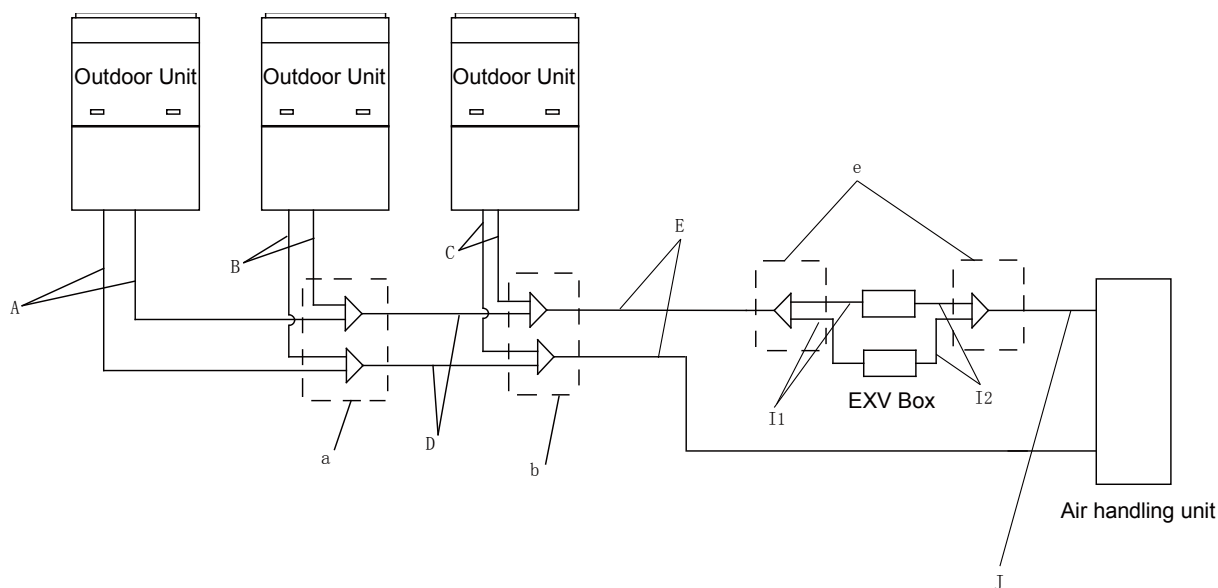 Outdoor Unit Outdoor Unit Outdoor Unit
e
E
C
B
A
I1
EXV Box
I2
a
D
b
Air handling unit
I